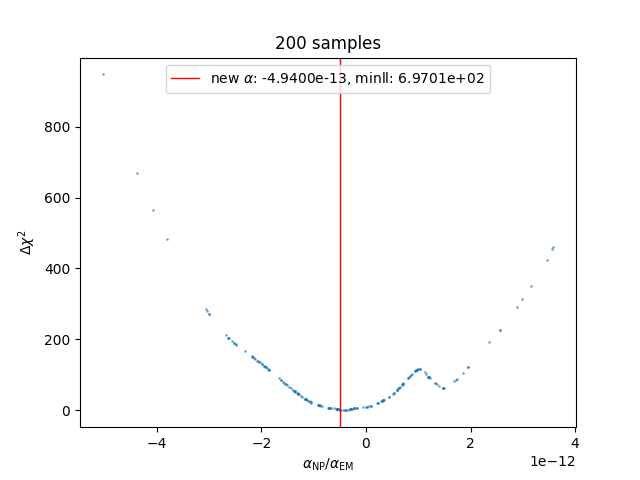 200 samples
new α: -4.9400e-13, minll: 6.9701e+02
Δχ²
800
600
400
200
0
−4
−2
0
2
4
1e−12
α_NP/α_EM